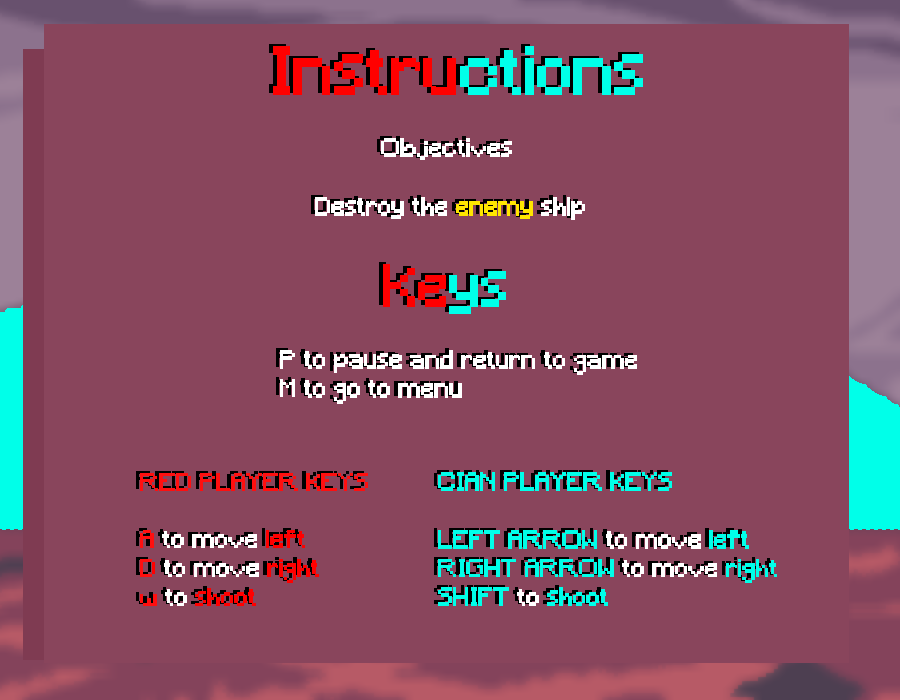 Instructions
Objectives
Destroy the enemy ship
Keys
P to pause and return to game
M to go to menu
RED PLAYER KEYS
A to move left
D to move right
w to shoot
CIAN PLAYER KEYS
LEFT ARROW to move left
RIGHT ARROW to move right
SHIFT to shoot